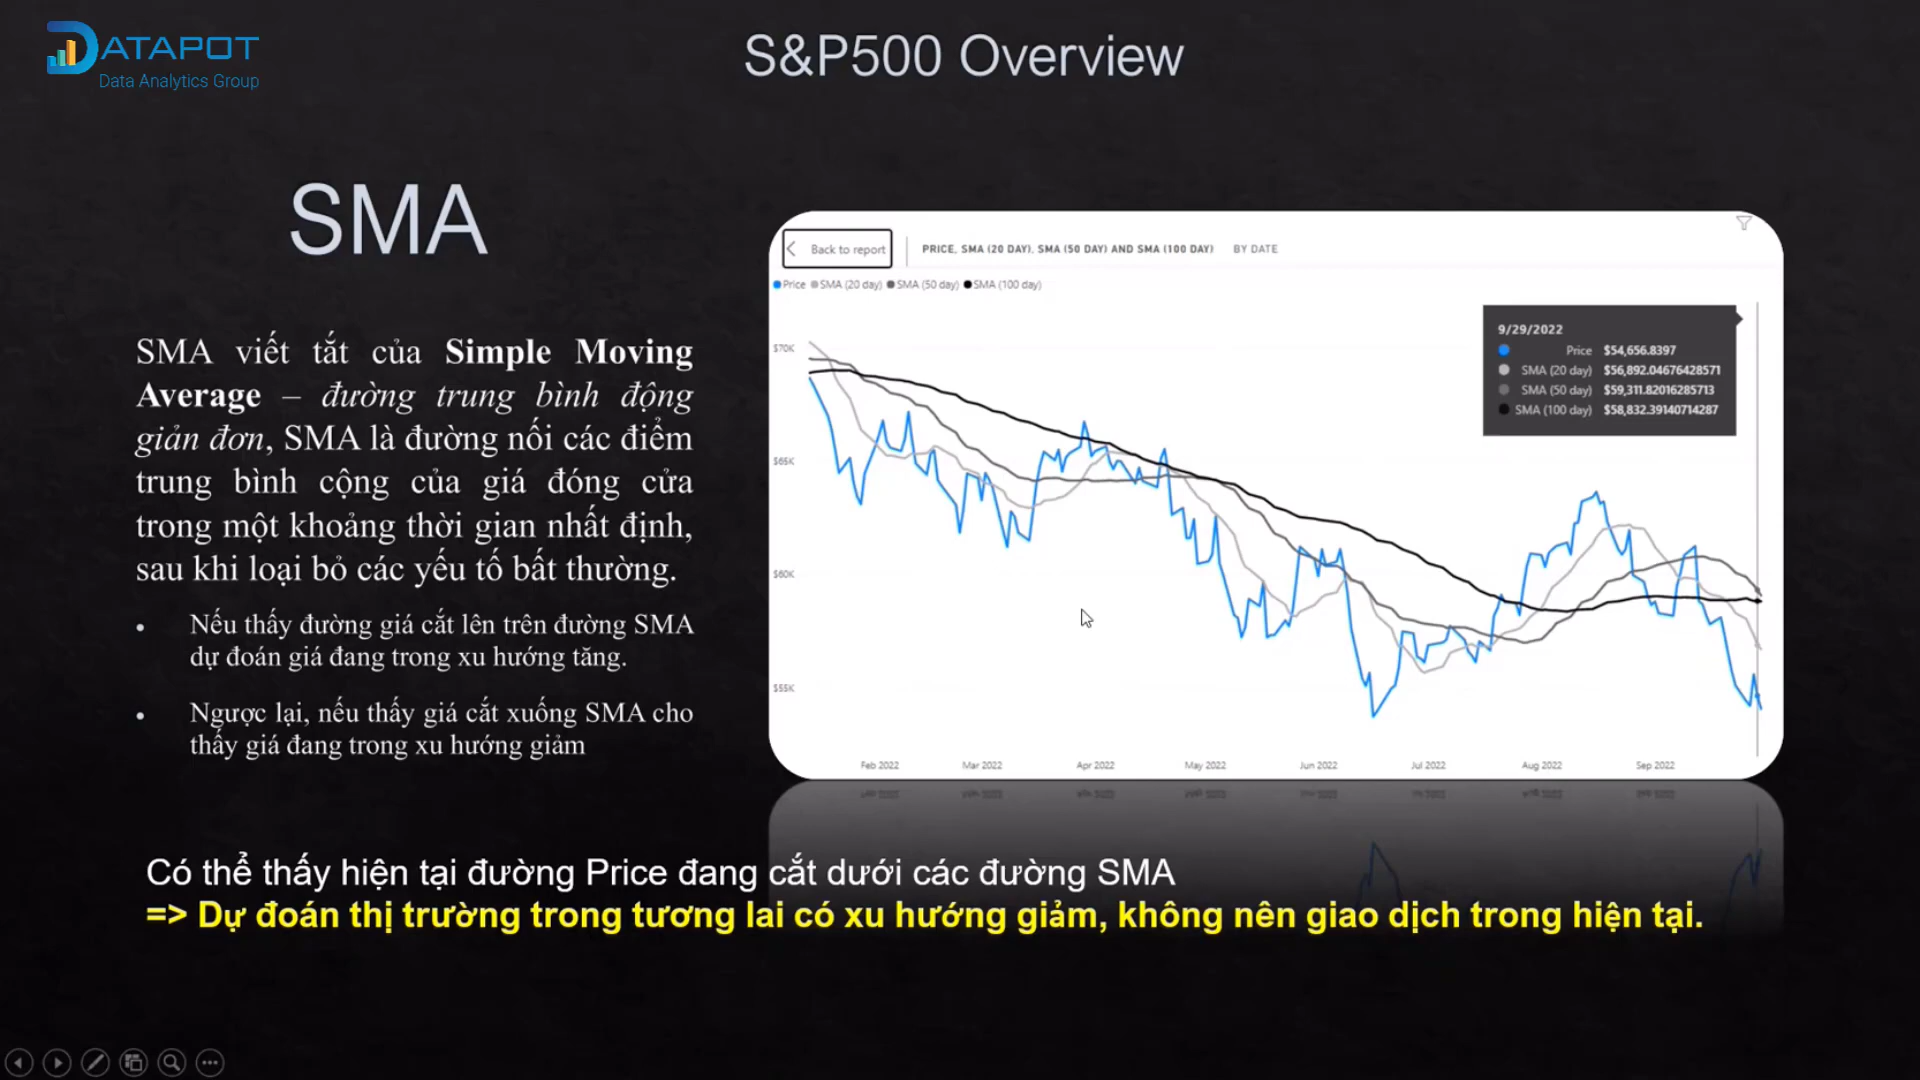 DATAPOT
Data Analytics Group
S&P500 Overview
SMA
SMA viết tắt của Simple Moving
Average – đường trung bình động
giản đơn, SMA là đường nối các điểm
trung bình cộng của giá đóng cửa
trong một khoảng thời gian nhất định,
sau khi loại bỏ các yếu tố bất thường.
• Nếu thấy đường giá cắt lên trên đường SMA
dự đoán giá đang trong xu hướng tăng.
• Ngược lại, nếu thấy giá cắt xuống SMA cho
thấy giá đang trong xu hướng giảm
Back to report
PRICE, SMA (20 DAY), SMA (50 DAY) AND SMA (100 DAY) BY DATE
Price SMA (20 day) SMA (50 day) SMA (100 day)
9/29/2022
Price $54,656.8397
SMA (20 day) $56,892.04676428571
SMA (50 day) $59,311.82016285713
SMA (100 day) $58,832.39140714287
$70K
$65K
$60K
$55K
Feb 2022 Mar 2022 Apr 2022 May 2022 Jun 2022 Jul 2022 Aug 2022 Sep 2022
Có thể thấy hiện tại đường Price đang cắt dưới các đường SMA
=> Dự đoán thị trường trong tương lai có xu hướng giảm, không nên giao dịch trong hiện tại.